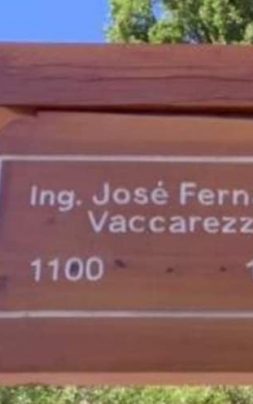 Ing. José Fern
Vaccarezz
1100